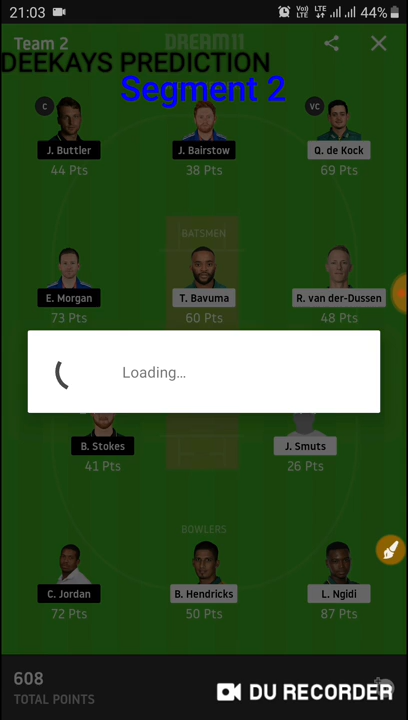 21:03 44%
Team 2 DREAM11
DEEKAYS PREDICTION
Segment 2
C VC
J. Buttler J. Bairstow Q. de Kock
44 Pts 38 Pts 69 Pts
BATSMEN
E. Morgan T. Bavuma R. van der-Dussen
73 Pts 60 Pts 48 Pts
Loading...
B. Stokes J. Smuts
41 Pts 26 Pts
BOWLERS
C. Jordan B. Hendricks L. Ngidi
72 Pts 50 Pts 87 Pts
608
TOTAL POINTS
DU RECORDER